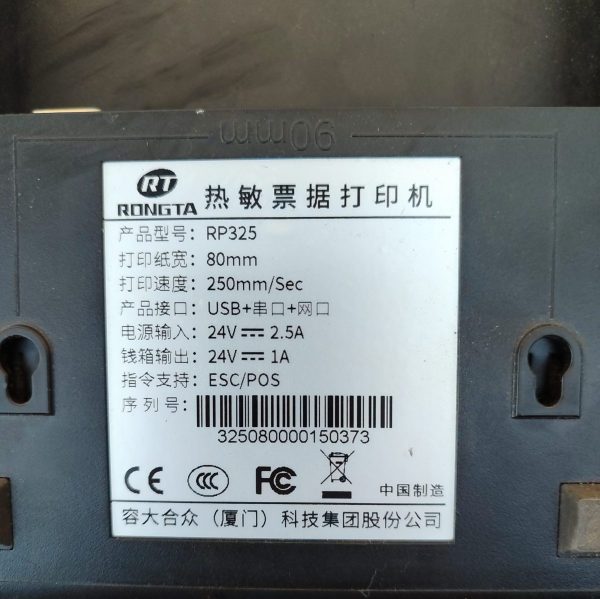 90mm
RT
RONGTA 热敏票据打印机
产品型号：RP325
打印纸宽：80mm
打印速度：250mm/Sec
产品接口：USB+串口+网口
电源输入：24V⎓2.5A
钱箱输出：24V⎓1A
指令支持：ESC/POS
序列号：
325080000150373
CE CCC FC 中国制造
容大合众（厦门）科技集团股份公司